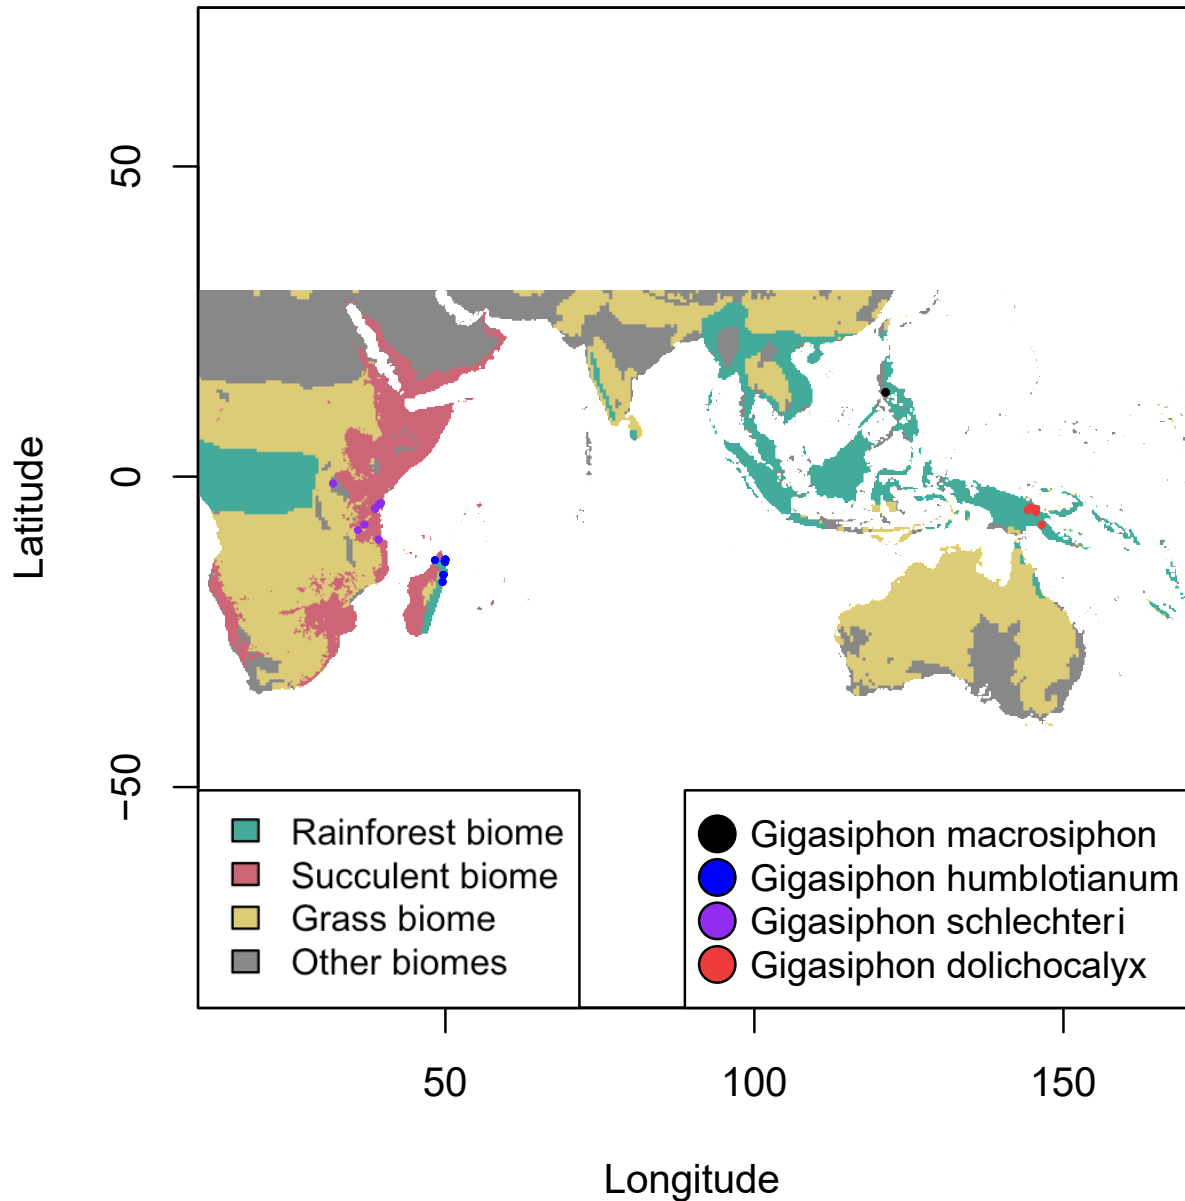 50
0
−50
Latitude
Rainforest biome
Succulent biome
Grass biome
Other biomes
Gigasiphon macrosiphon
Gigasiphon humblotianum
Gigasiphon schlechteri
Gigasiphon dolichocalyx
50
100
150
Longitude